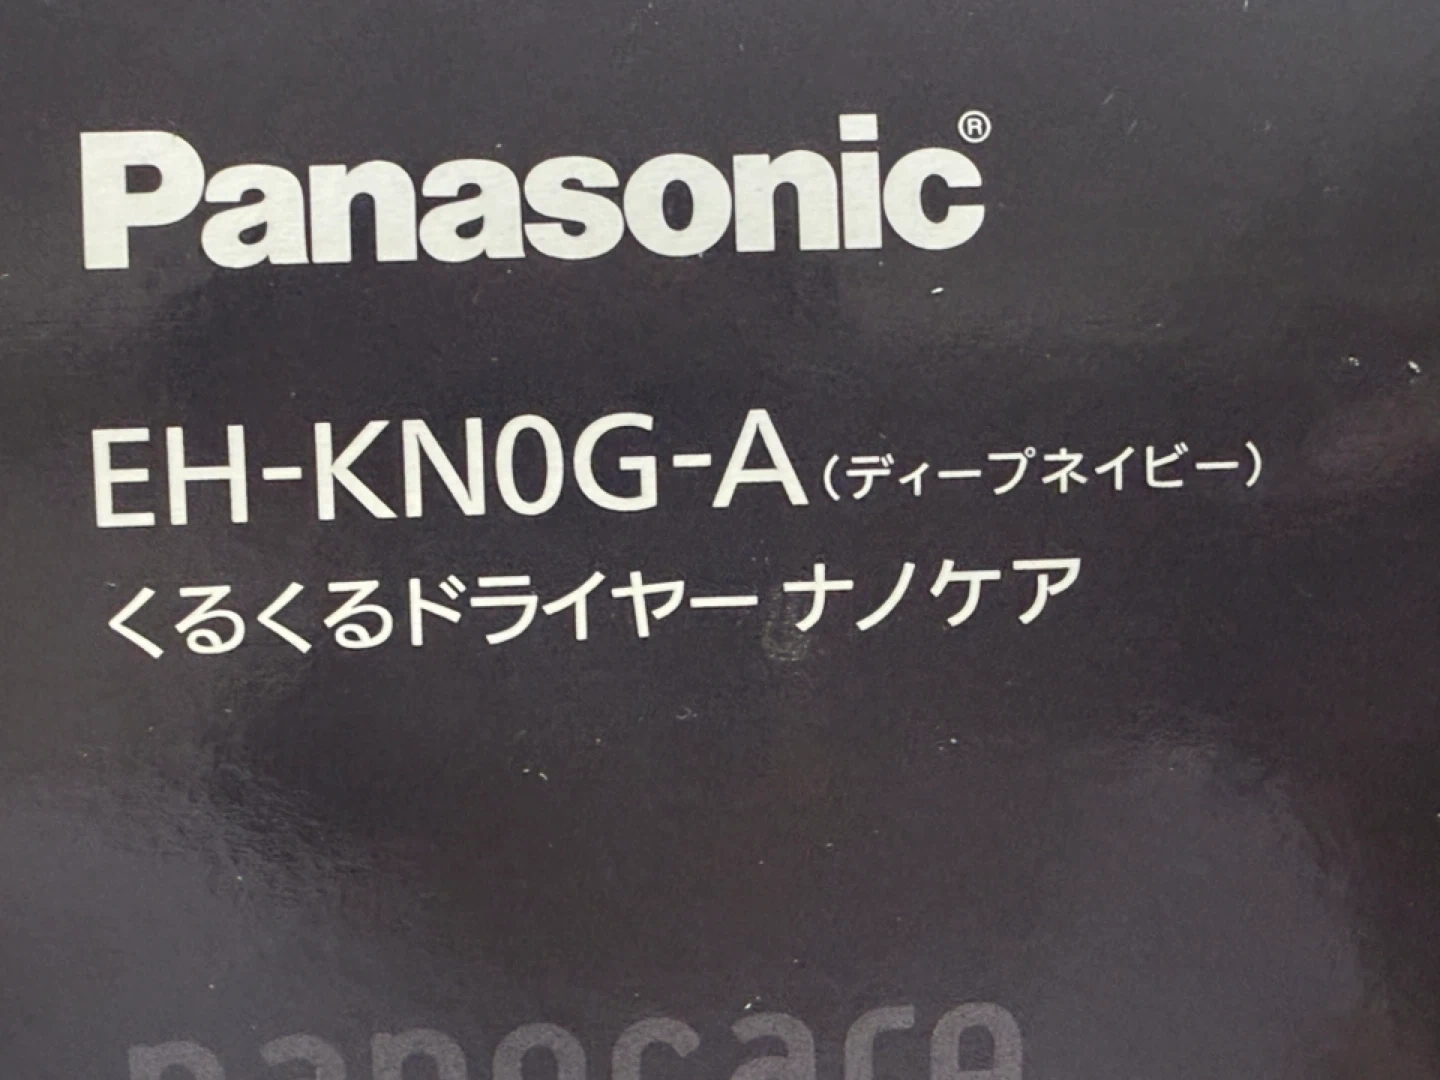 Panasonic®
EH-KN0G-A（ディープネイビー）
くるくるドライヤー ナノケア
nanocare